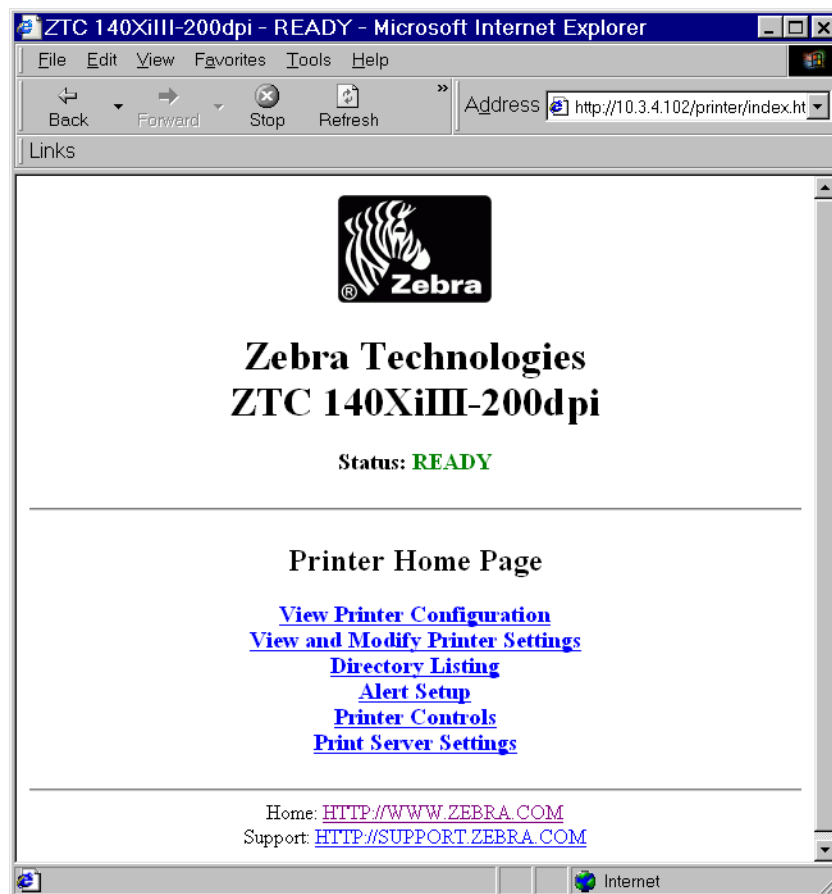 ZTC 140XiIII-200dpi - READY - Microsoft Internet Explorer
File Edit View Favorites Tools Help
Back Forward Stop Refresh » Address http://10.3.4.102/printer/index.ht
Links
® Zebra
Zebra Technologies
ZTC 140XiIII-200dpi
Status: READY
Printer Home Page
View Printer Configuration
View and Modify Printer Settings
Directory Listing
Alert Setup
Printer Controls
Print Server Settings
Home: HTTP://WWW.ZEBRA.COM
Support: HTTP://SUPPORT.ZEBRA.COM
Internet